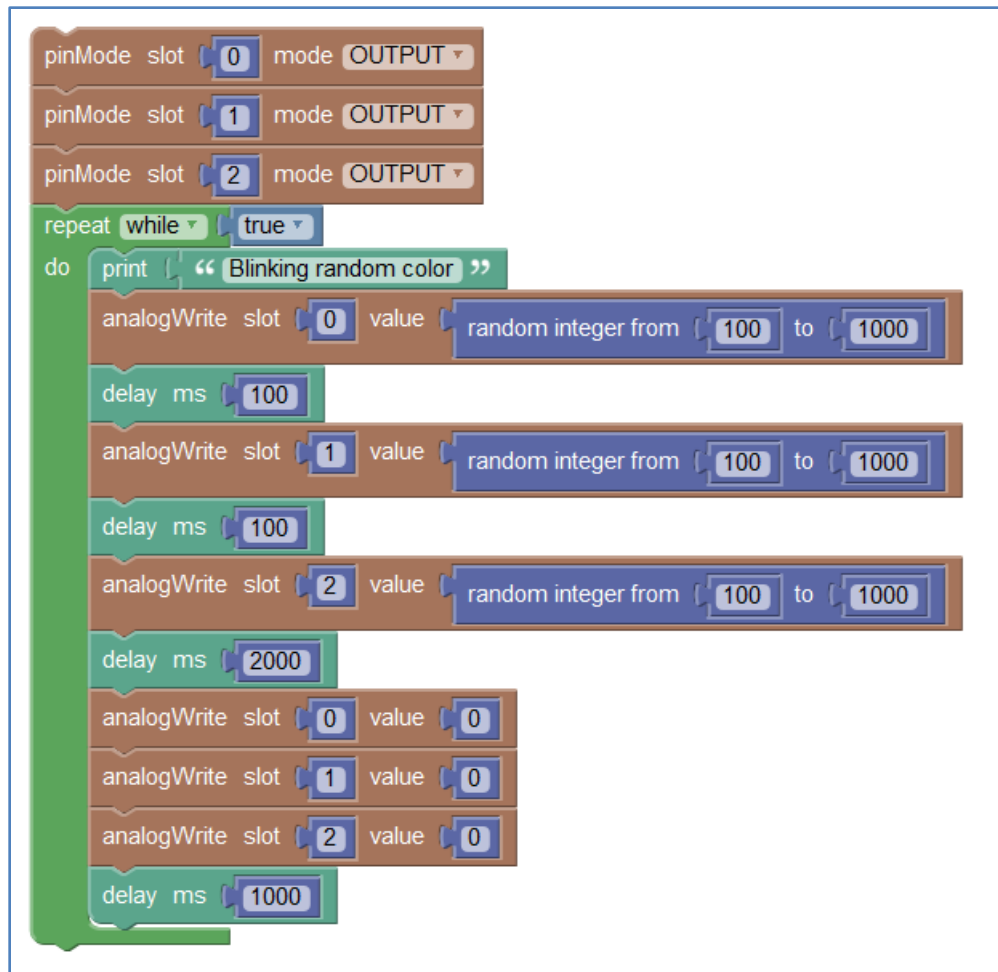 pinMode slot 0 mode OUTPUT
pinMode slot 1 mode OUTPUT
pinMode slot 2 mode OUTPUT
repeat while true
do print “ Blinking random color ”
analogWrite slot 0 value random integer from 100 to 1000
delay ms 100
analogWrite slot 1 value random integer from 100 to 1000
delay ms 100
analogWrite slot 2 value random integer from 100 to 1000
delay ms 2000
analogWrite slot 0 value 0
analogWrite slot 1 value 0
analogWrite slot 2 value 0
delay ms 1000